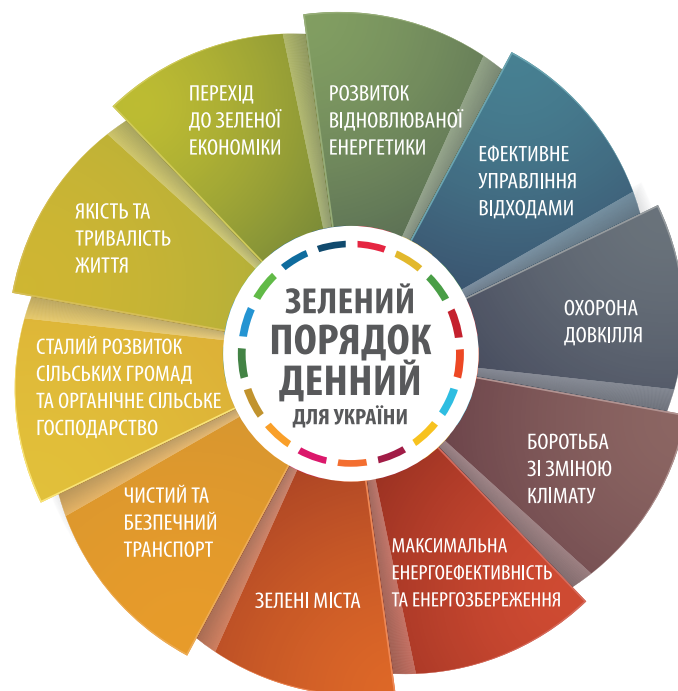 ЗЕЛЕНИЙ
ПОРЯДОК
ДЕННИЙ
ДЛЯ УКРАЇНИ
РОЗВИТОК
ВІДНОВЛЮВАНОЇ
ЕНЕРГЕТИКИ
ЕФЕКТИВНЕ
УПРАВЛІННЯ
ВІДХОДАМИ
ОХОРОНА
ДОВКІЛЛЯ
БОРОТЬБА
ЗІ ЗМІНОЮ
КЛІМАТУ
МАКСИМАЛЬНА
ЕНЕРГОЕФЕКТИВНІСТЬ
ТА ЕНЕРГОЗБЕРЕЖЕННЯ
ЗЕЛЕНІ МІСТА
ЧИСТИЙ ТА
БЕЗПЕЧНИЙ
ТРАНСПОРТ
СТАЛИЙ РОЗВИТОК
СІЛЬСЬКИХ ГРОМАД
ТА ОРГАНІЧНЕ СІЛЬСЬКЕ
ГОСПОДАРСТВО
ЯКІСТЬ ТА
ТРИВАЛІСТЬ
ЖИТТЯ
ПЕРЕХІД
ДО ЗЕЛЕНОЇ
ЕКОНОМІКИ